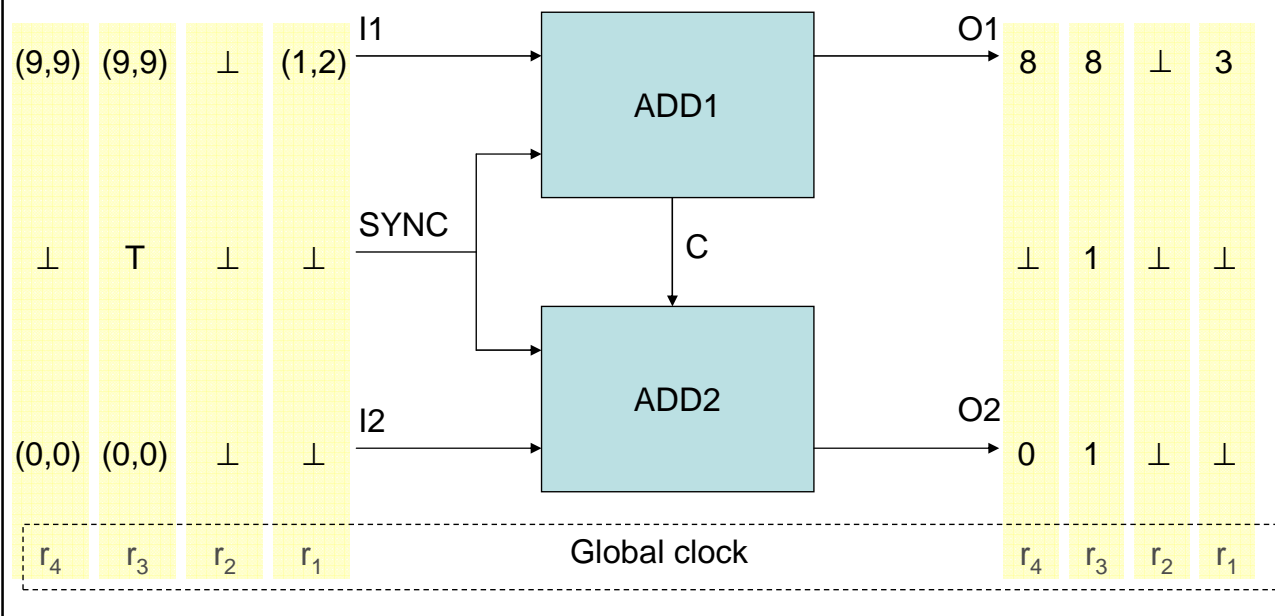 I1 O1
(9,9) (9,9) ⊥ (1,2) ADD1 8 8 ⊥ 3
SYNC
⊥ T ⊥ ⊥ C ⊥ 1 ⊥ ⊥
ADD2
I2 O2
(0,0) (0,0) ⊥ ⊥ 0 1 ⊥ ⊥
r₄ r₃ r₂ r₁ Global clock r₄ r₃ r₂ r₁